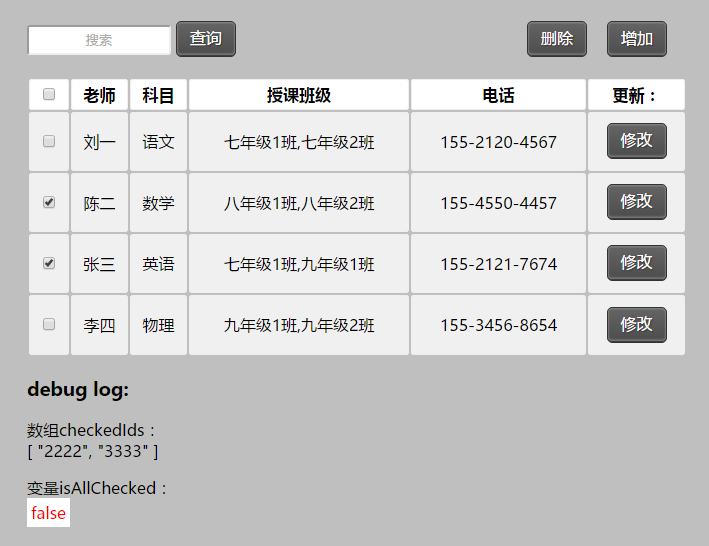 搜索 查询 删除 增加
老师 科目 授课班级 电话 更新：
刘一 语文 七年级1班,七年级2班 155-2120-4567 修改
陈二 数学 八年级1班,八年级2班 155-4550-4457 修改
张三 英语 七年级1班,九年级1班 155-2121-7674 修改
李四 物理 九年级1班,九年级2班 155-3456-8654 修改
debug log:
数组checkedIds：
[ "2222", "3333" ]
变量isAllChecked：
false